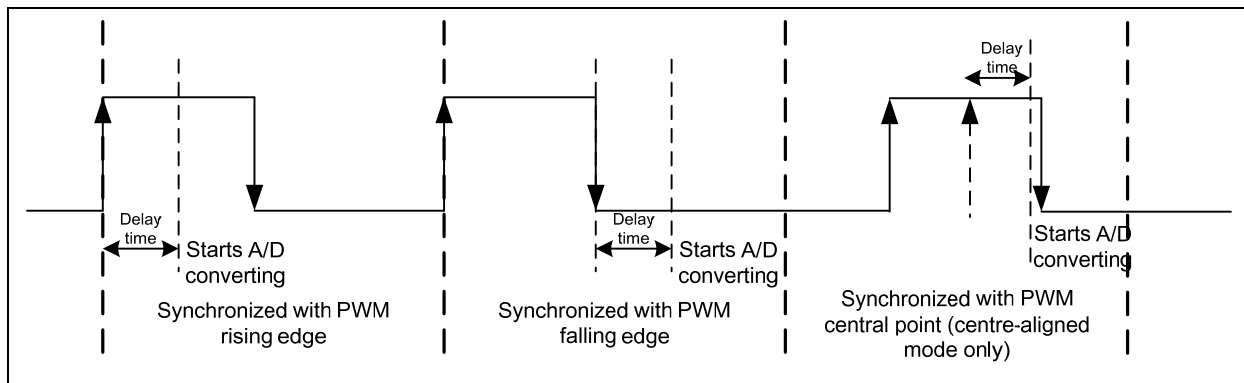 Delay
time
Starts A/D
converting
Synchronized with PWM
rising edge
Delay
time
Starts A/D
converting
Synchronized with PWM
falling edge
Delay
time
Starts A/D
converting
Synchronized with PWM
central point (centre-aligned
mode only)